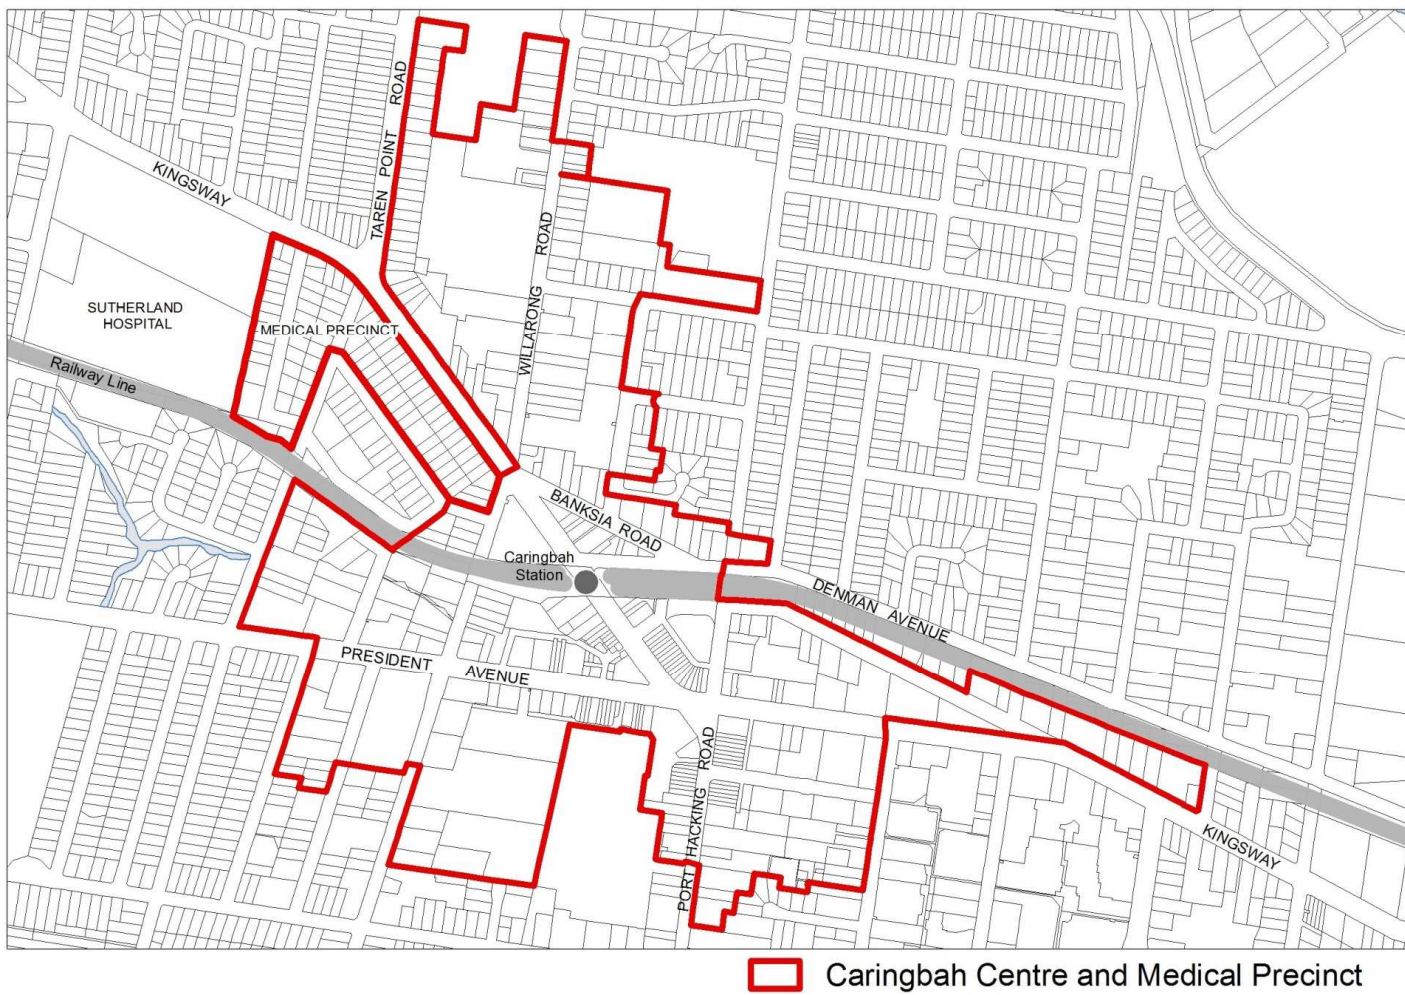 TAREN POINT ROAD
KINGSWAY
WILLARONG ROAD
SUTHERLAND
HOSPITAL
MEDICAL PRECINCT
Railway Line
BANKSIA ROAD
Caringbah
Station
DENMAN AVENUE
PRESIDENT AVENUE
PORT HACKING ROAD
KINGSWAY
Caringbah Centre and Medical Precinct